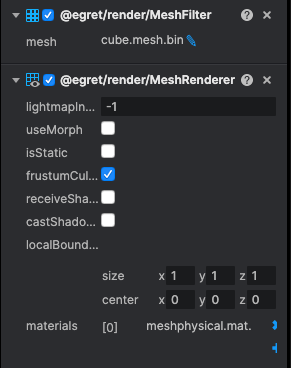 @egret/render/MeshFilter
mesh cube.mesh.bin
@egret/render/MeshRenderer
lightmapIn... -1
useMorph
isStatic
frustumCul...
receiveSha...
castShado...
localBound...
size x 1 y 1 z 1
center x 0 y 0 z 0
materials [0] meshphysical.mat.